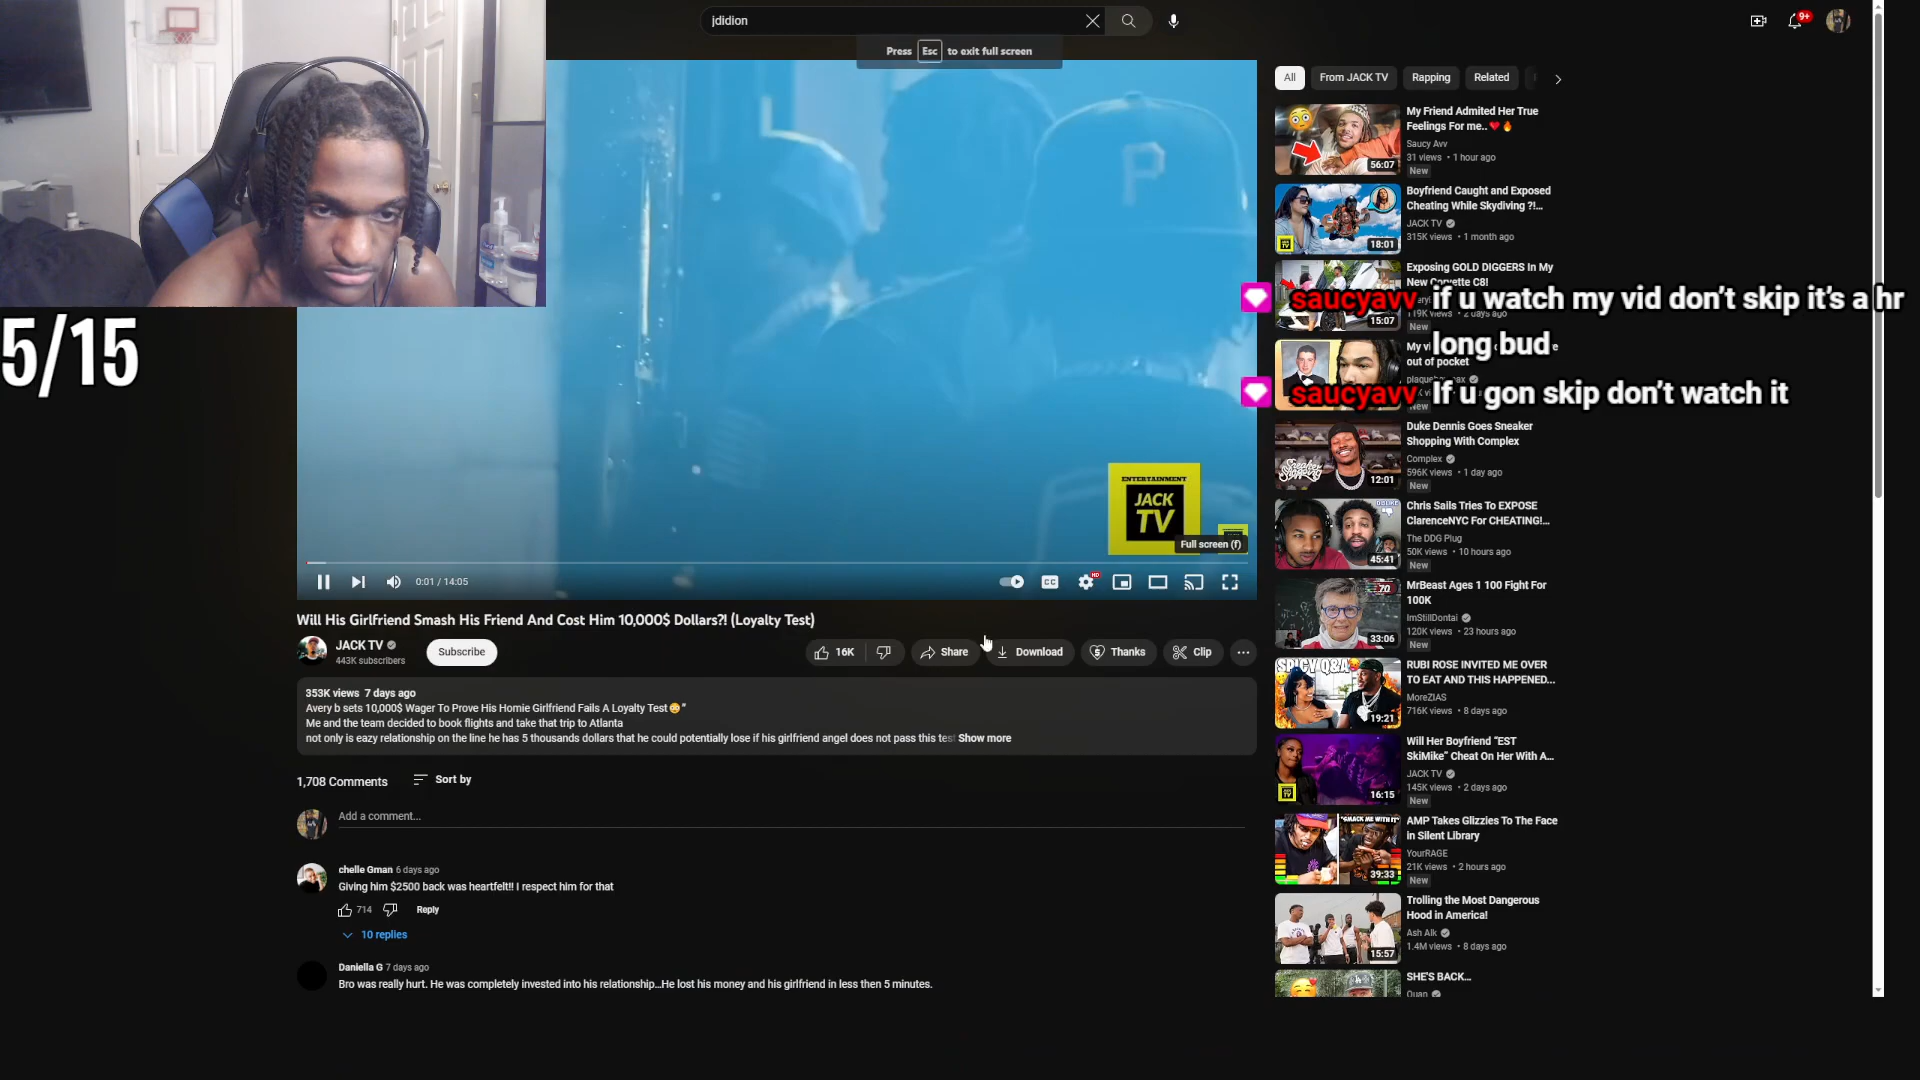 jdidion
Press Esc to exit full screen
9+
5/15
P
ENTERTAINMENT
JACK
TV
Full screen (f)
0:01 / 14:05
CC
HD
Will His Girlfriend Smash His Friend And Cost Him 10,000$ Dollars?! (Loyalty Test)
JACK TV
443K subscribers
Subscribe
16K
Share
Download
Thanks
Clip
353K views 7 days ago
Avery b sets 10,000$ Wager To Prove His Homie Girlfriend Fails A Loyalty Test😳"
Me and the team decided to book flights and take that trip to Atlanta
not only is eazy relationship on the line he has 5 thousands dollars that he could potentially lose if his girlfriend angel does not pass this tes Show more
1,708 Comments
Sort by
Add a comment...
chelle Gman 6 days ago
Giving him $2500 back was heartfelt!! I respect him for that
714
Reply
10 replies
Daniella G 7 days ago
Bro was really hurt. He was completely invested into his relationship...He lost his money and his girlfriend in less then 5 minutes.
All
From JACK TV
Rapping
Related
56:07
My Friend Admited Her True
Feelings For me..❤️🔥
Saucy Avv
31 views • 1 hour ago
New
18:01
Boyfriend Caught and Exposed
Cheating While Skydiving ?!...
JACK TV
315K views • 1 month ago
15:07
Exposing GOLD DIGGERS In My
New Corvette C8!
119K views • 2 days ago
New
saucyavv if u watch my vid don't skip it's a hr
long bud
saucyavv If u gon skip don't watch it
out of pocket
12:01
Duke Dennis Goes Sneaker
Shopping With Complex
Complex
596K views • 1 day ago
New
45:41
Chris Sails Tries To EXPOSE
ClarenceNYC For CHEATING!...
The DDG Plug
50K views • 10 hours ago
New
70
33:06
MrBeast Ages 1 100 Fight For
100K
ImStillDontai
120K views • 23 hours ago
New
SPICY Q&A
19:21
RUBI ROSE INVITED ME OVER
TO EAT AND THIS HAPPENED...
MoreZIAS
716K views • 8 days ago
16:15
Will Her Boyfriend "EST
SkiMike" Cheat On Her With A...
JACK TV
145K views • 2 days ago
New
"SMACK ME WITH IT"
39:33
AMP Takes Glizzies To The Face
in Silent Library
YourRAGE
21K views • 2 hours ago
New
15:57
Trolling the Most Dangerous
Hood in America!
Ash Alk
1.4M views • 8 days ago
SHE'S BACK...
Quan